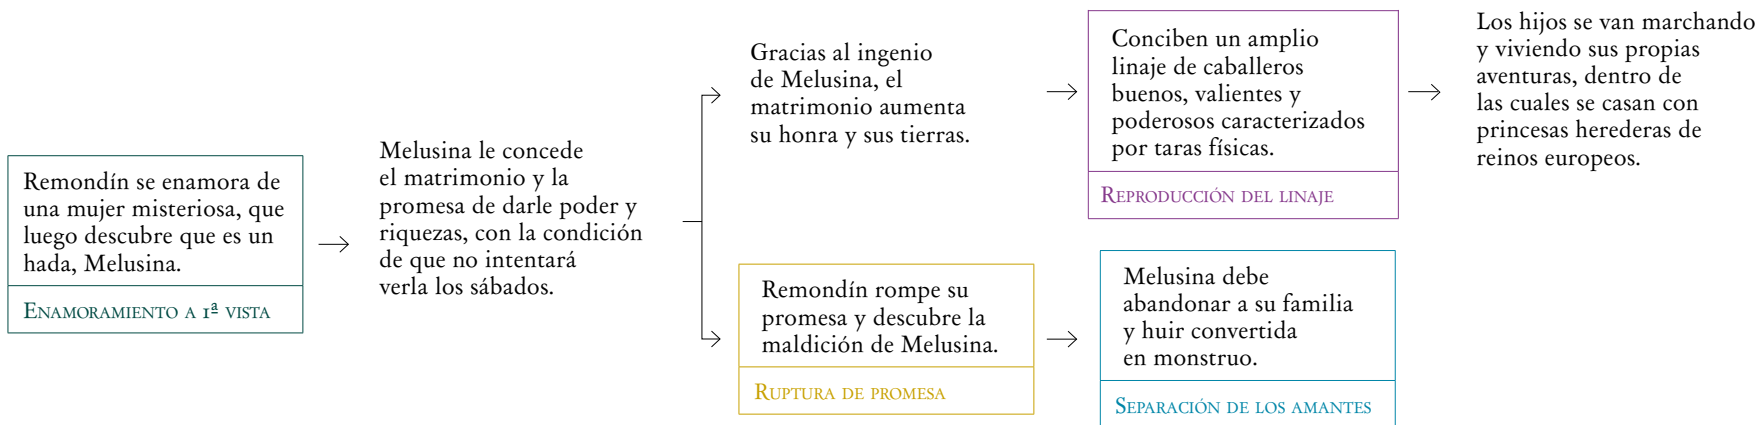 Remondín se enamora de
una mujer misteriosa, que
luego descubre que es un
hada, Melusina.
Enamoramiento a 1ª vista
Melusina le concede
el matrimonio y la
promesa de darle poder y
riquezas, con la condición
de que no intentará
verla los sábados.
Gracias al ingenio
de Melusina, el
matrimonio aumenta
su honra y sus tierras.
Conciben un amplio
linaje de caballeros
buenos, valientes y
poderosos caracterizados
por taras físicas.
Reproducción del linaje
Los hijos se van marchando
y viviendo sus propias
aventuras, dentro de
las cuales se casan con
princesas herederas de
reinos europeos.
Remondín rompe su
promesa y descubre la
maldición de Melusina.
Ruptura de promesa
Melusina debe
abandonar a su familia
y huir convertida
en monstruo.
Separación de los amantes